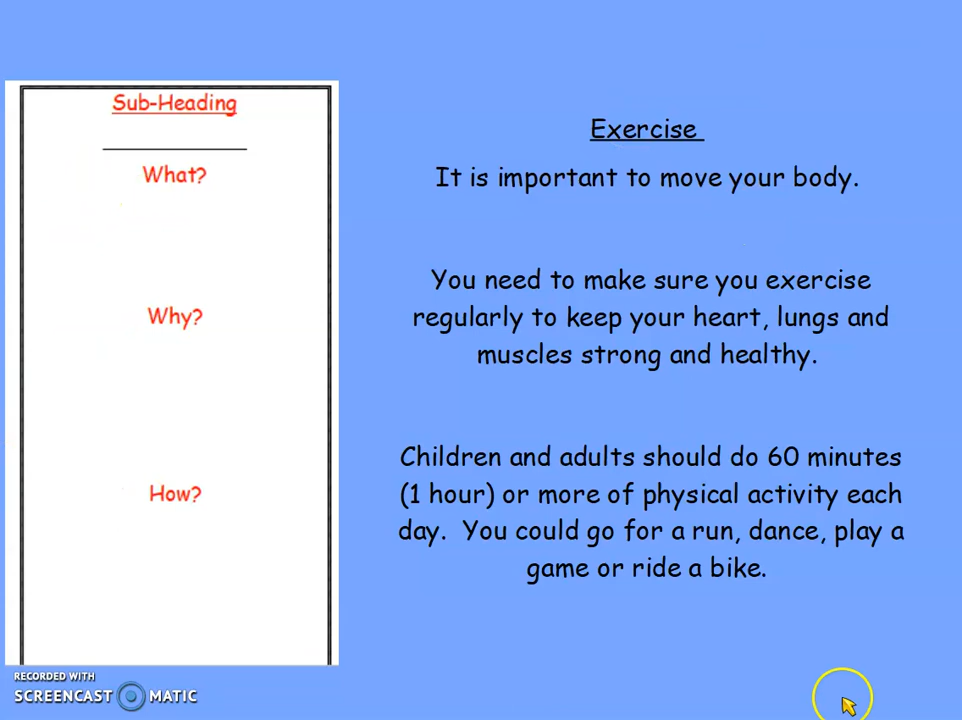 Sub-Heading
What?
Why?
How?
Exercise
It is important to move your body.
You need to make sure you exercise
regularly to keep your heart, lungs and
muscles strong and healthy.
Children and adults should do 60 minutes
(1 hour) or more of physical activity each
day. You could go for a run, dance, play a
game or ride a bike.
RECORDED WITH
SCREENCAST MATIC